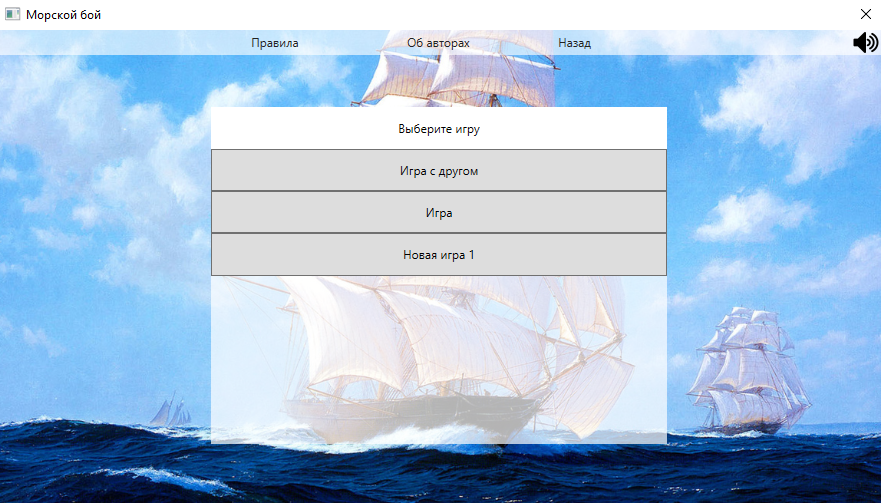 Морской бой
Правила
Об авторах
Назад
Выберите игру
Игра с другом
Игра
Новая игра 1